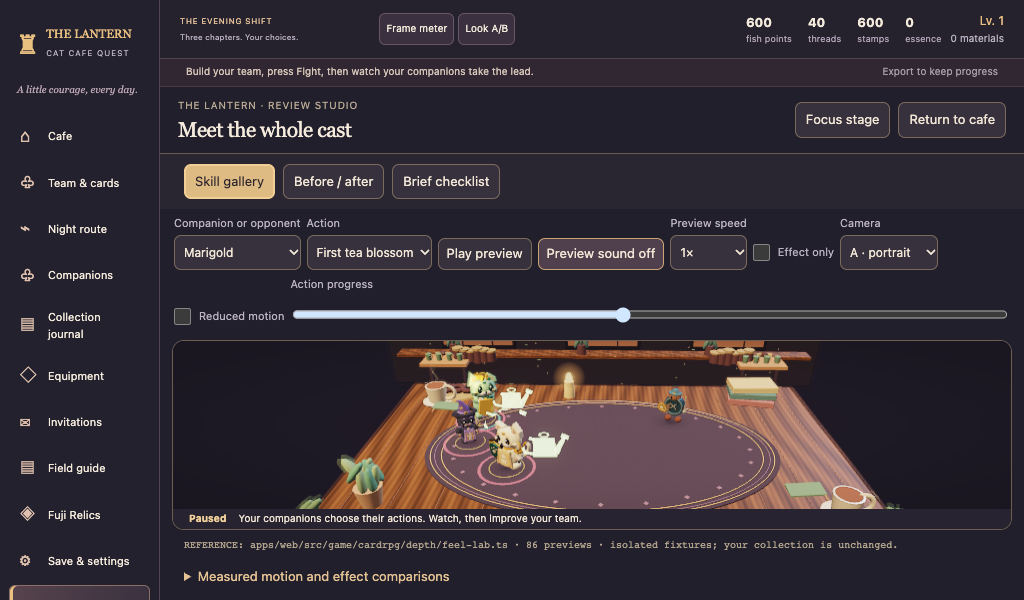 THE LANTERN
CAT CAFE QUEST
A little courage, every day.
Cafe
Team & cards
Night route
Companions
Collection
journal
Equipment
Invitations
Field guide
Fuji Relics
Save & settings
THE EVENING SHIFT
Three chapters. Your choices.
Frame meter
Look A/B
600
fish points
40
threads
600
stamps
0
essence
Lv. 1
0 materials
Build your team, press Fight, then watch your companions take the lead.
Export to keep progress
THE LANTERN · REVIEW STUDIO
Meet the whole cast
Focus stage
Return to cafe
Skill gallery
Before / after
Brief checklist
Companion or opponent
Action
Preview speed
Camera
Marigold
First tea blossom
Play preview
Preview sound off
1×
Effect only
A · portrait
Action progress
Reduced motion
Paused
Your companions choose their actions. Watch, then improve your team.
REFERENCE: apps/web/src/game/cardrpg/depth/feel-lab.ts · 86 previews · isolated fixtures; your collection is unchanged.
Measured motion and effect comparisons